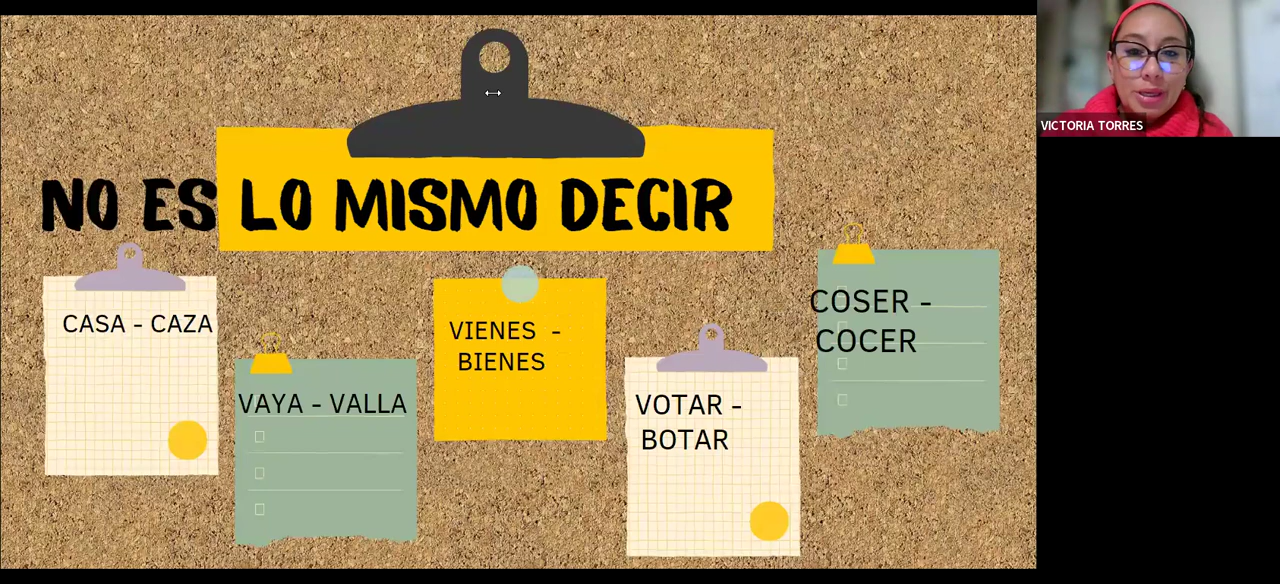 NO ES LO MISMO DECIR
CASA - CAZA
VAYA - VALLA
VIENES - 
BIENES
VOTAR -
BOTAR
COSER -
COCER
VICTORIA TORRES